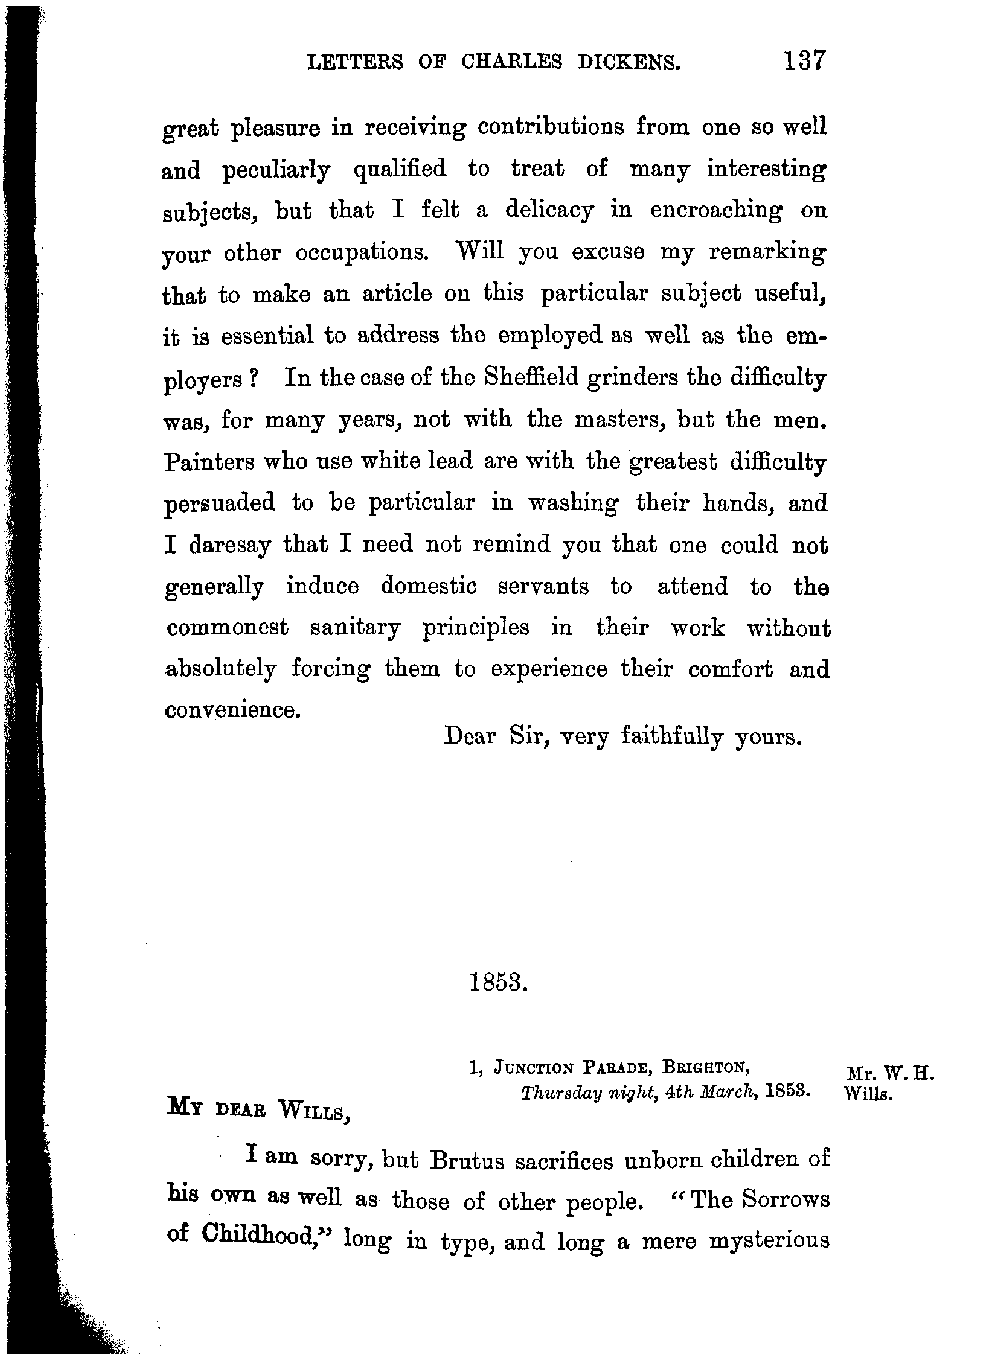 LETTERS OF CHARLES DICKENS. 137
great pleasure in receiving contributions from one so well
and peculiarly qualified to treat of many interesting
subjects, but that I felt a delicacy in encroaching on
your other occupations. Will you excuse my remarking
that to make an article on this particular subject useful,
it is essential to address the employed as well as the em-
ployers? In the case of the Sheffield grinders the difficulty
was, for many years, not with the masters, but the men.
Painters who use white lead are with the greatest difficulty
persuaded to be particular in washing their hands, and
I daresay that I need not remind you that one could not
generally induce domestic servants to attend to the
commonest sanitary principles in their work without
absolutely forcing them to experience their comfort and
convenience.
Dear Sir, very faithfully yours.
1853.
1, JUNCTION PARADE, BRIGHTON,
Thursday night, 4th March, 1853.
Mr. W. H.
Wills.
MY DEAR WILLS,
I am sorry, but Brutus sacrifices unborn children of
his own as well as those of other people. "The Sorrows
of Childhood," long in type, and long a mere mysterious